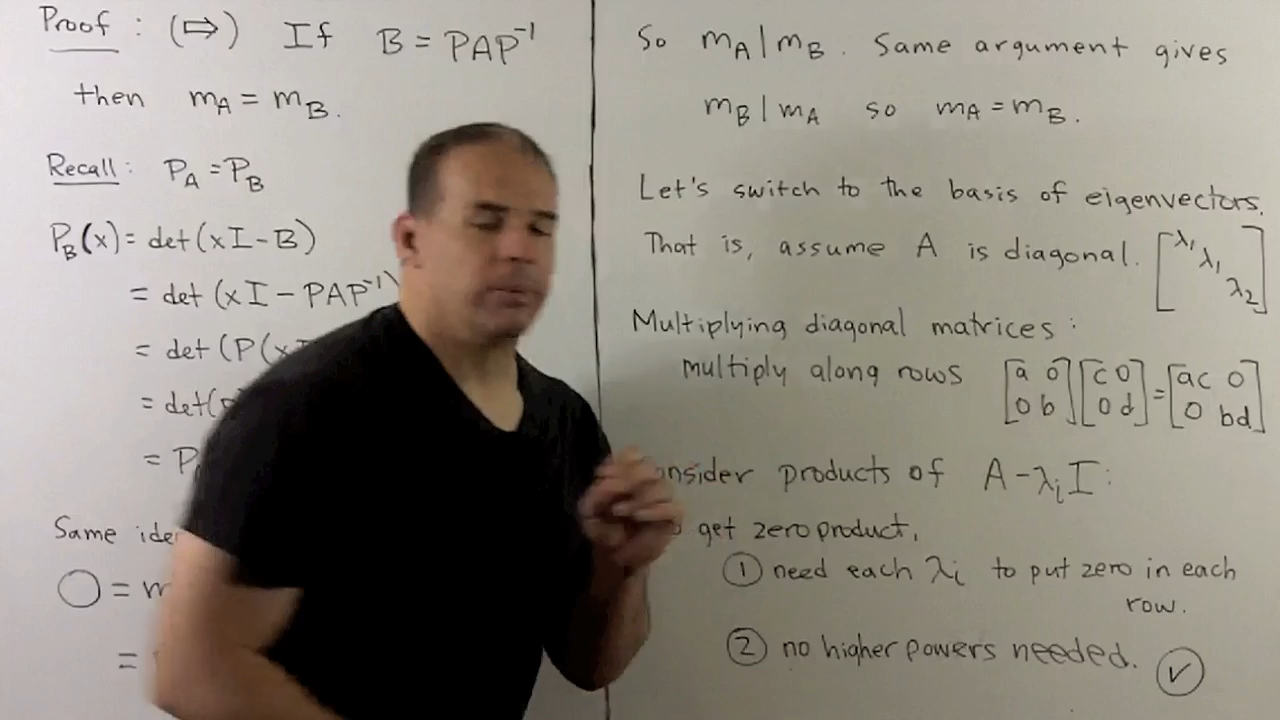 Proof : (⇒) If B = PAP⁻¹
then m_A = m_B.
Recall: P_A = P_B
P_B(x) = det(xI - B)
= det (xI - PAP⁻¹)
= det (P(x
= det(
= P
Same
= m
=
So m_A | m_B. Same argument gives
m_B | m_A so m_A = m_B.
Let's switch to the basis of eigenvectors.
That is, assume A is diagonal. [λ₁ λ₁ λ₂]
Multiplying diagonal matrices :
multiply along rows [a 0 0 b] [c 0 0 d] = [ac 0 0 bd]
products of A - λᵢI :
get zero product,
① need each λᵢ to put zero in each
row.
② no higher powers needed. ✓